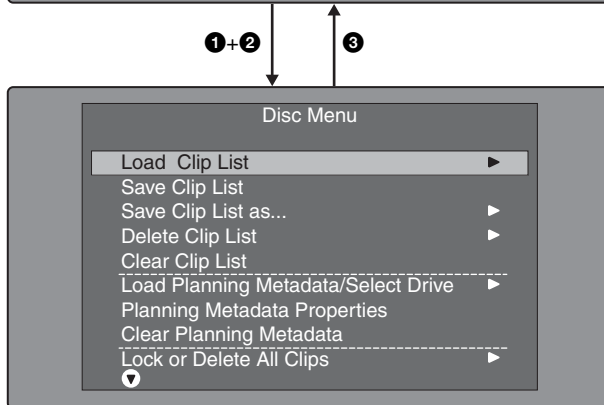 ❶+❷ ❸
Disc Menu
Load Clip List
Save Clip List
Save Clip List as...
Delete Clip List
Clear Clip List
Load Planning Metadata/Select Drive
Planning Metadata Properties
Clear Planning Metadata
Lock or Delete All Clips